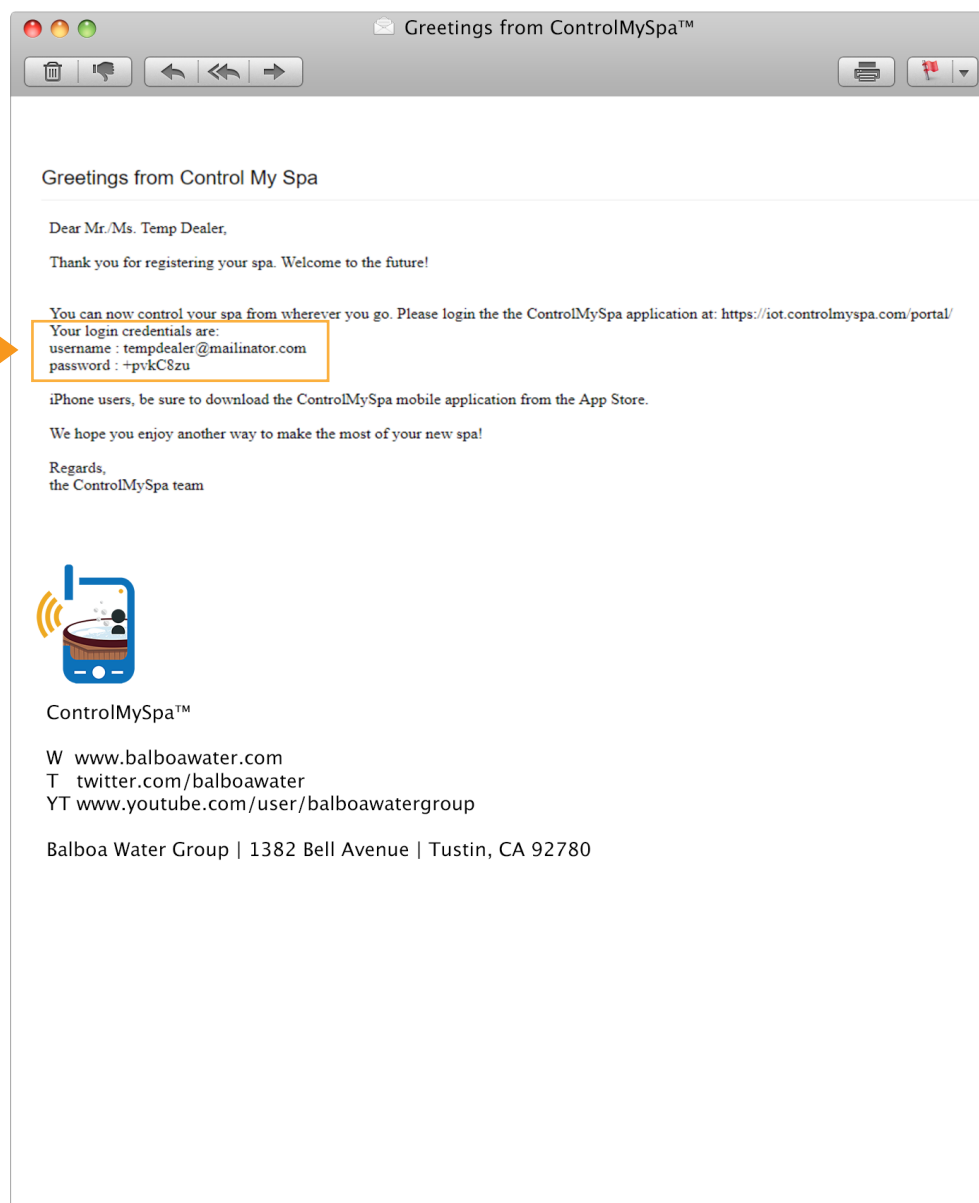 Greetings from ControlMySpa™
Greetings from Control My Spa
Dear Mr./Ms. Temp Dealer,
Thank you for registering your spa. Welcome to the future!
You can now control your spa from wherever you go. Please login the the ControlMySpa application at: https://iot.controlmyspa.com/portal/
Your login credentials are:
username : tempdealer@mailinator.com
password : +pvkC8zu
iPhone users, be sure to download the ControlMySpa mobile application from the App Store.
We hope you enjoy another way to make the most of your new spa!
Regards,
the ControlMySpa team
ControlMySpa™
W www.balboawater.com
T twitter.com/balboawater
YT www.youtube.com/user/balboawatergroup
Balboa Water Group | 1382 Bell Avenue | Tustin, CA 92780